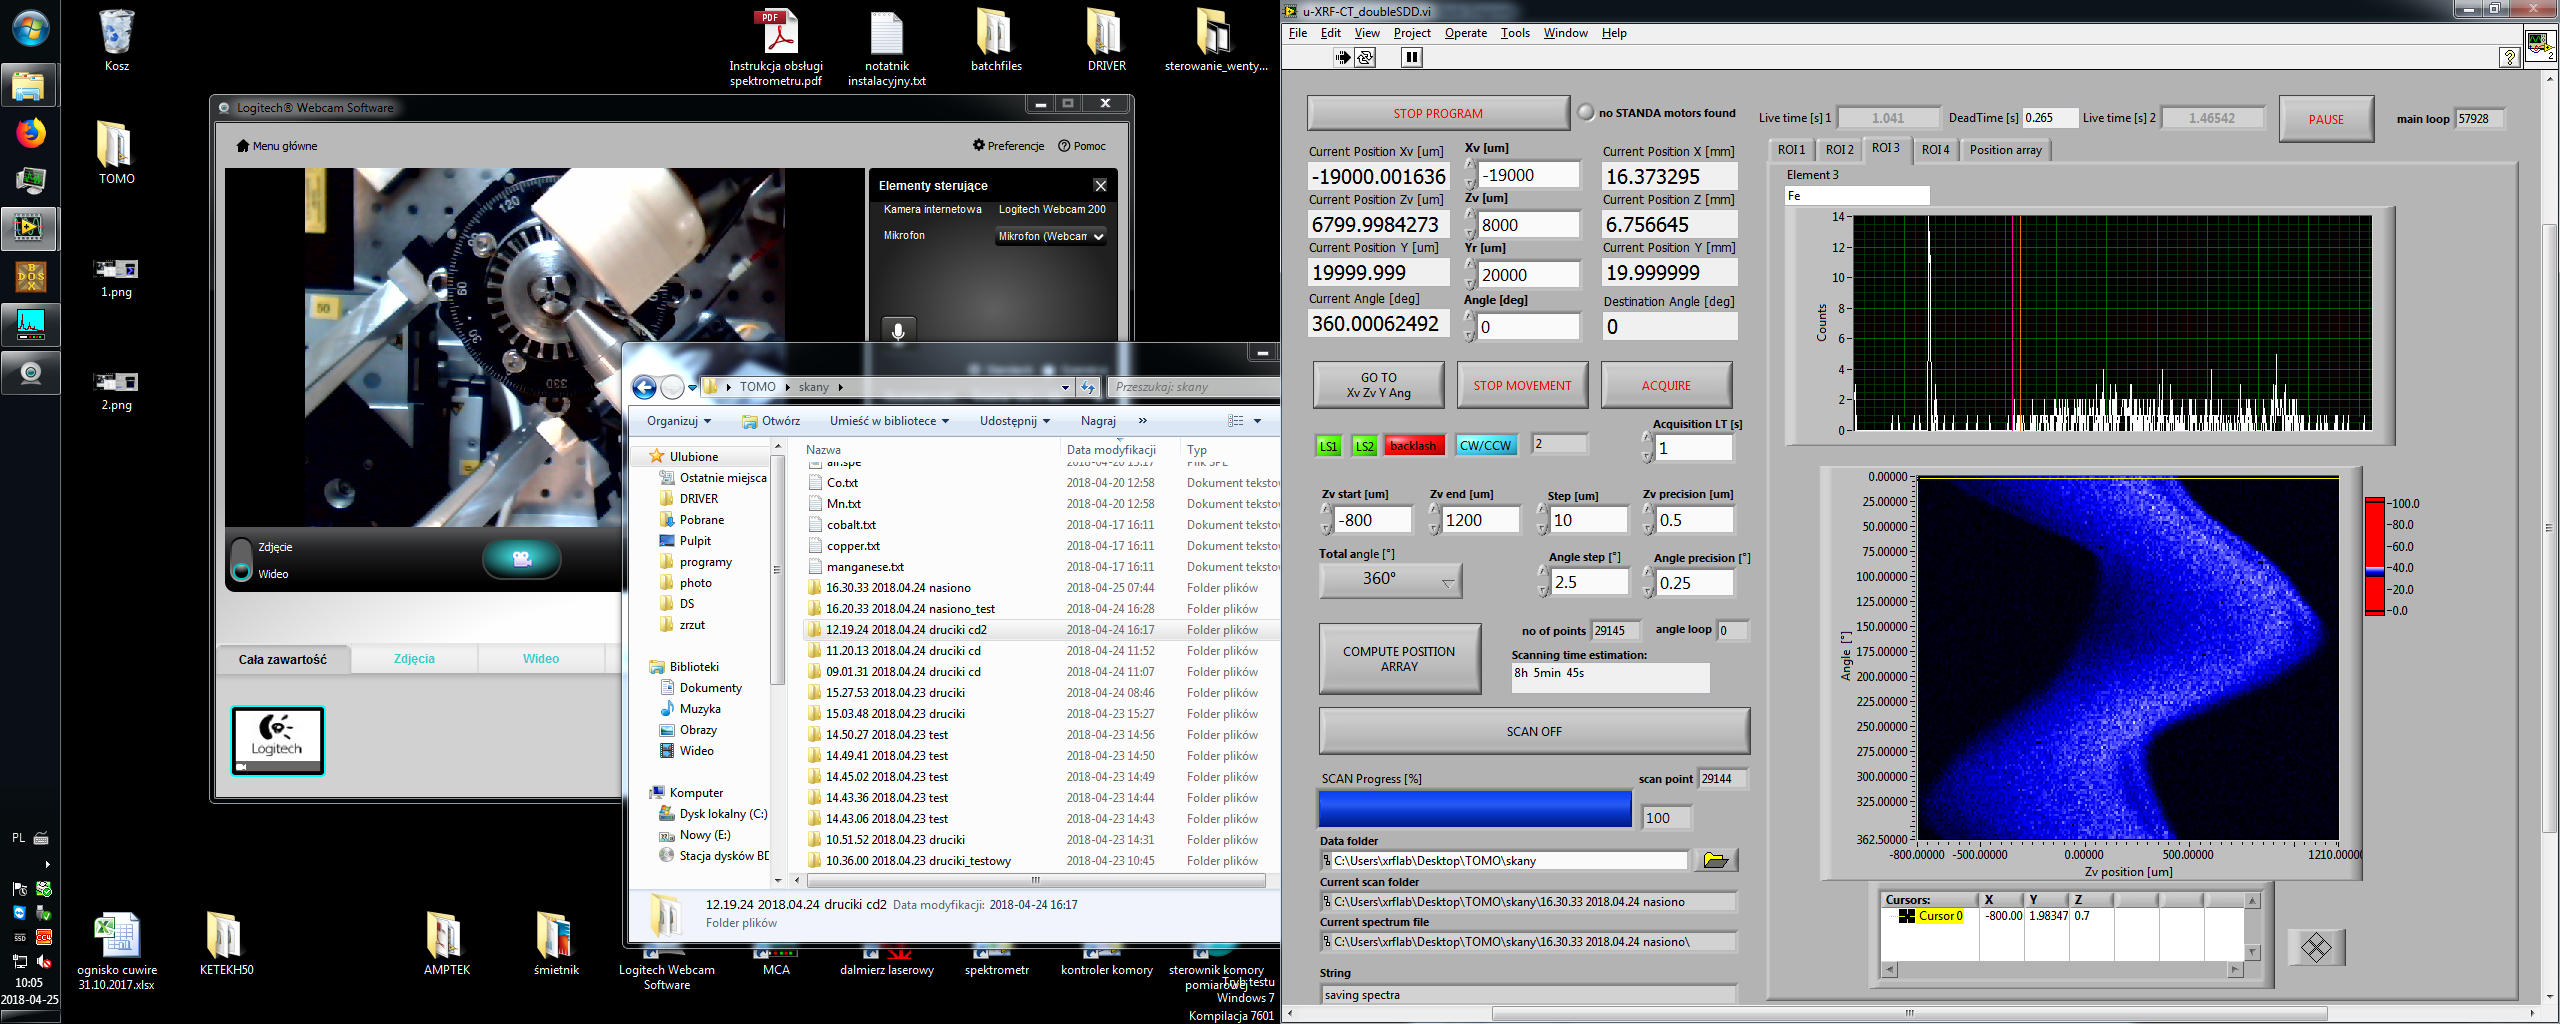 Kosz
TOMO
1.png
2.png
Instrukcja obsługi
spektrometru.pdf
notatnik
instalacyjny.txt
batchfiles
DRIVER
sterowanie_wenty...
Logitech® Webcam Software
Menu główne
Preferencje
Pomoc
120
60
30
330
50
Elementy sterujące
Kamera internetowa
Logitech Webcam 200
Mikrofon
Mikrofon (Webcam
Zdjęcie
Wideo
Cała zawartość
Zdjęcia
Wideo
Logitech
TOMO
skany
Przeszukaj: skany
Organizuj
Otwórz
Umieść w bibliotece
Udostępnij
Nagraj
»
Ulubione
Ostatnie miejsca
DRIVER
Pobrane
Pulpit
programy
photo
DS
zrzut
Biblioteki
Dokumenty
Muzyka
Obrazy
Wideo
Komputer
Dysk lokalny (C:)
Nowy (E:)
Stacja dysków BD
Nazwa Data modyfikacji Typ
air.spe 2018-04-20 13:17 Plik SPE
Co.txt 2018-04-20 12:58 Dokument teksto
Mn.txt 2018-04-20 12:58 Dokument teksto
cobalt.txt 2018-04-17 16:11 Dokument teksto
copper.txt 2018-04-17 16:11 Dokument teksto
manganese.txt 2018-04-17 16:11 Dokument teksto
16.30.33 2018.04.24 nasiono 2018-04-25 07:44 Folder plików
16.20.33 2018.04.24 nasiono_test 2018-04-24 16:28 Folder plików
12.19.24 2018.04.24 druciki cd2 2018-04-24 16:17 Folder plików
11.20.13 2018.04.24 druciki cd 2018-04-24 11:52 Folder plików
09.01.31 2018.04.24 druciki cd 2018-04-24 11:07 Folder plików
15.27.53 2018.04.23 druciki 2018-04-24 08:46 Folder plików
15.03.48 2018.04.23 druciki 2018-04-23 15:27 Folder plików
14.50.27 2018.04.23 test 2018-04-23 14:56 Folder plików
14.49.41 2018.04.23 test 2018-04-23 14:50 Folder plików
14.45.02 2018.04.23 test 2018-04-23 14:49 Folder plików
14.43.36 2018.04.23 test 2018-04-23 14:44 Folder plików
14.43.06 2018.04.23 test 2018-04-23 14:43 Folder plików
10.51.52 2018.04.23 druciki 2018-04-23 14:31 Folder plików
10.36.00 2018.04.23 druciki_testowy 2018-04-23 10:45 Folder plików
12.19.24 2018.04.24 druciki cd2 Data modyfikacji: 2018-04-24 16:17
Folder plików
PL
10:05
2018-04-25
ognisko cuwire
31.10.2017.xlsx
KETEKH50
AMPTEK
śmietnik
Logitech Webcam
Software
MCA
dalmierz laserowy
spektrometr
kontroler komory
sterownik komory
pomiarowej
Tryb testu
Windows 7
Kompilacja 7601
u-XRF-CT_doubleSDD.vi
File Edit View Project Operate Tools Window Help
STOP PROGRAM
no STANDA motors found
Live time [s] 1 1.041
DeadTime [s] 0.265
Live time [s] 2 1.46542
PAUSE
main loop 57928
Current Position Xv [um] Xv [um] Current Position X [mm]
-19000.001636 -19000 16.373295
Current Position Zv [um] Zv [um] Current Position Z [mm]
6799.9984273 8000 6.756645
Current Position Y [um] Yr [um] Current Position Y [mm]
19999.999 20000 19.999999
Current Angle [deg] Angle [deg] Destination Angle [deg]
360.00062492 0 0
GO TO
Xv Zv Y Ang
STOP MOVEMENT
ACQUIRE
LS1 LS2 backlash CW/CCW 2
Acquisition LT [s]
1
Zv start [um] Zv end [um] Step [um] Zv precision [um]
-800 1200 10 0.5
Total angle [°] Angle step [°] Angle precision [°]
360° 2.5 0.25
COMPUTE POSITION
ARRAY
no of points 29145 angle loop 0
Scanning time estimation:
8h 5min 45s
SCAN OFF
SCAN Progress [%] scan point 29144
100
Data folder
C:\Users\xrflab\Desktop\TOMO\skany
Current scan folder
C:\Users\xrflab\Desktop\TOMO\skany\16.30.33 2018.04.24 nasiono
Current spectrum file
C:\Users\xrflab\Desktop\TOMO\skany\16.30.33 2018.04.24 nasiono\
String
saving spectra
ROI 1 ROI 2 ROI 3 ROI 4 Position array
Element 3
Fe
Counts
14
12
10
8
6
4
2
0
Angle [°]
0.00000
25.00000
50.00000
75.00000
100.00000
125.00000
150.00000
175.00000
200.00000
225.00000
250.00000
275.00000
300.00000
325.00000
362.50000
-800.00000 -500.00000 0.00000 500.00000 1210.00000
Zv position [um]
100.0
80.0
60.0
40.0
20.0
0.0
Cursors: X Y Z
Cursor 0 -800.00 1.98347 0.7